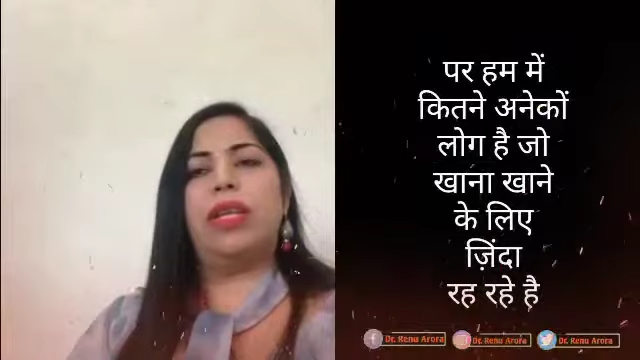 पर हम में
कितने अनेकों
लोग है जो
खाना खाने
के लिए
ज़िंदा
रह रहे है
Dr. Renu Arora Dr. Renu Arora Dr. Renu Arora